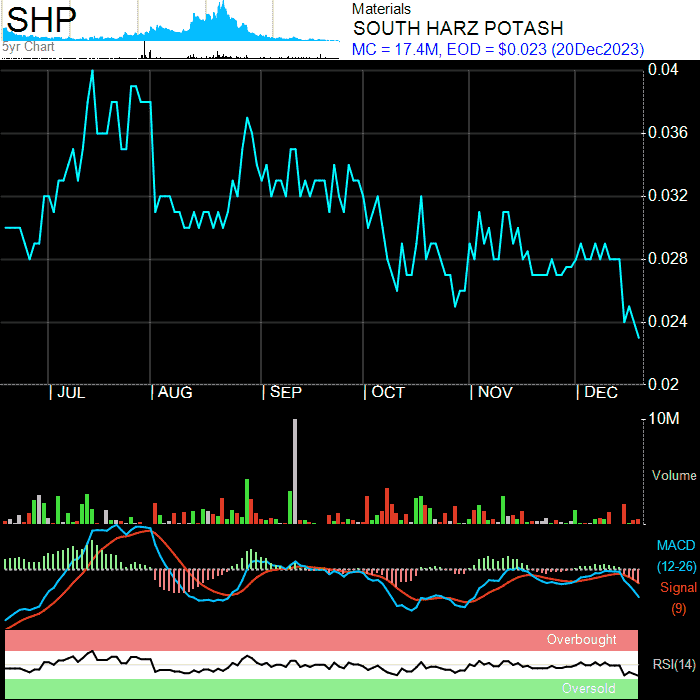 SHP
5yr Chart
Materials
SOUTH HARZ POTASH
MC = 17.4M, EOD = $0.023 (20Dec2023)
0.04
0.036
0.032
0.028
0.024
0.02
| JUL | AUG | SEP | OCT | NOV | DEC
10M
Volume
MACD
(12-26)
Signal
(9)
Overbought
RSI(14)
Oversold